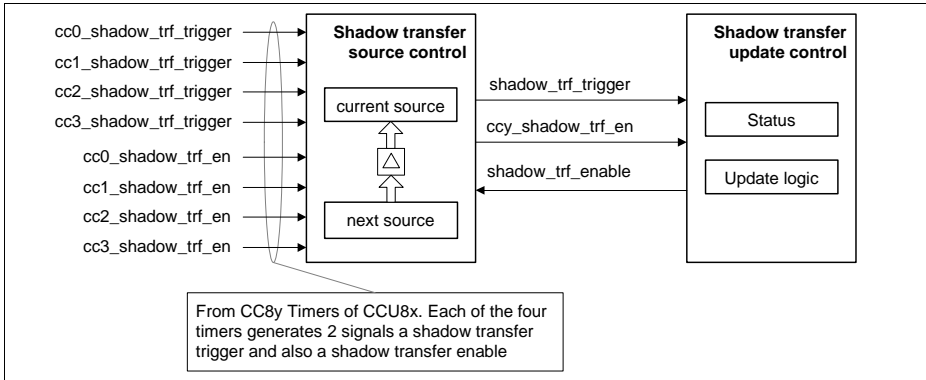 cc0_shadow_trf_trigger
cc1_shadow_trf_trigger
cc2_shadow_trf_trigger
cc3_shadow_trf_trigger
cc0_shadow_trf_en
cc1_shadow_trf_en
cc2_shadow_trf_en
cc3_shadow_trf_en
Shadow transfer
source control
current source
next source
shadow_trf_trigger
ccy_shadow_trf_en
shadow_trf_enable
Shadow transfer
update control
Status
Update logic
From CC8y Timers of CCU8x. Each of the four
timers generates 2 signals a shadow transfer
trigger and also a shadow transfer enable